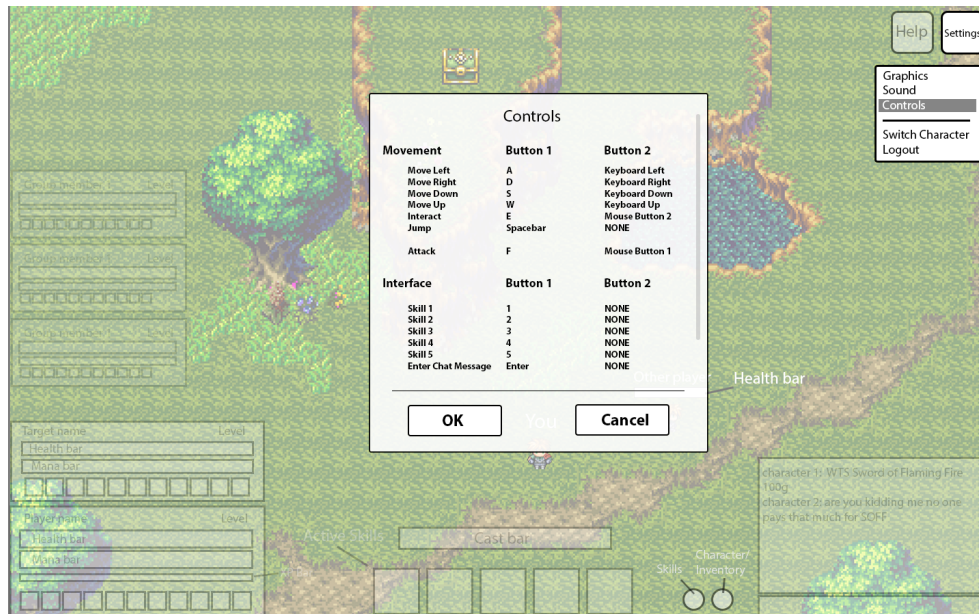 Help
Settings
Graphics
Sound
Controls
Switch Character
Logout
Controls
Movement Button 1 Button 2
Move Left A Keyboard Left
Move Right D Keyboard Right
Move Down S Keyboard Down
Move Up W Keyboard Up
Interact E Mouse Button 2
Jump Spacebar NONE
Attack F Mouse Button 1
Interface Button 1 Button 2
Skill 1 1 NONE
Skill 2 2 NONE
Skill 3 3 NONE
Skill 4 4 NONE
Skill 5 5 NONE
Enter Chat Message Enter NONE
OK Cancel
Other player
Health bar
You
Target name Level
Health bar
Mana bar
Player name Level
Health bar
Mana bar
Active Skills
Cast bar
Skills
Character/
Inventory
character 1: WTS Sword of Flaming Fire
100g
character 2: are you kidding me no one
pays that much for SOFF